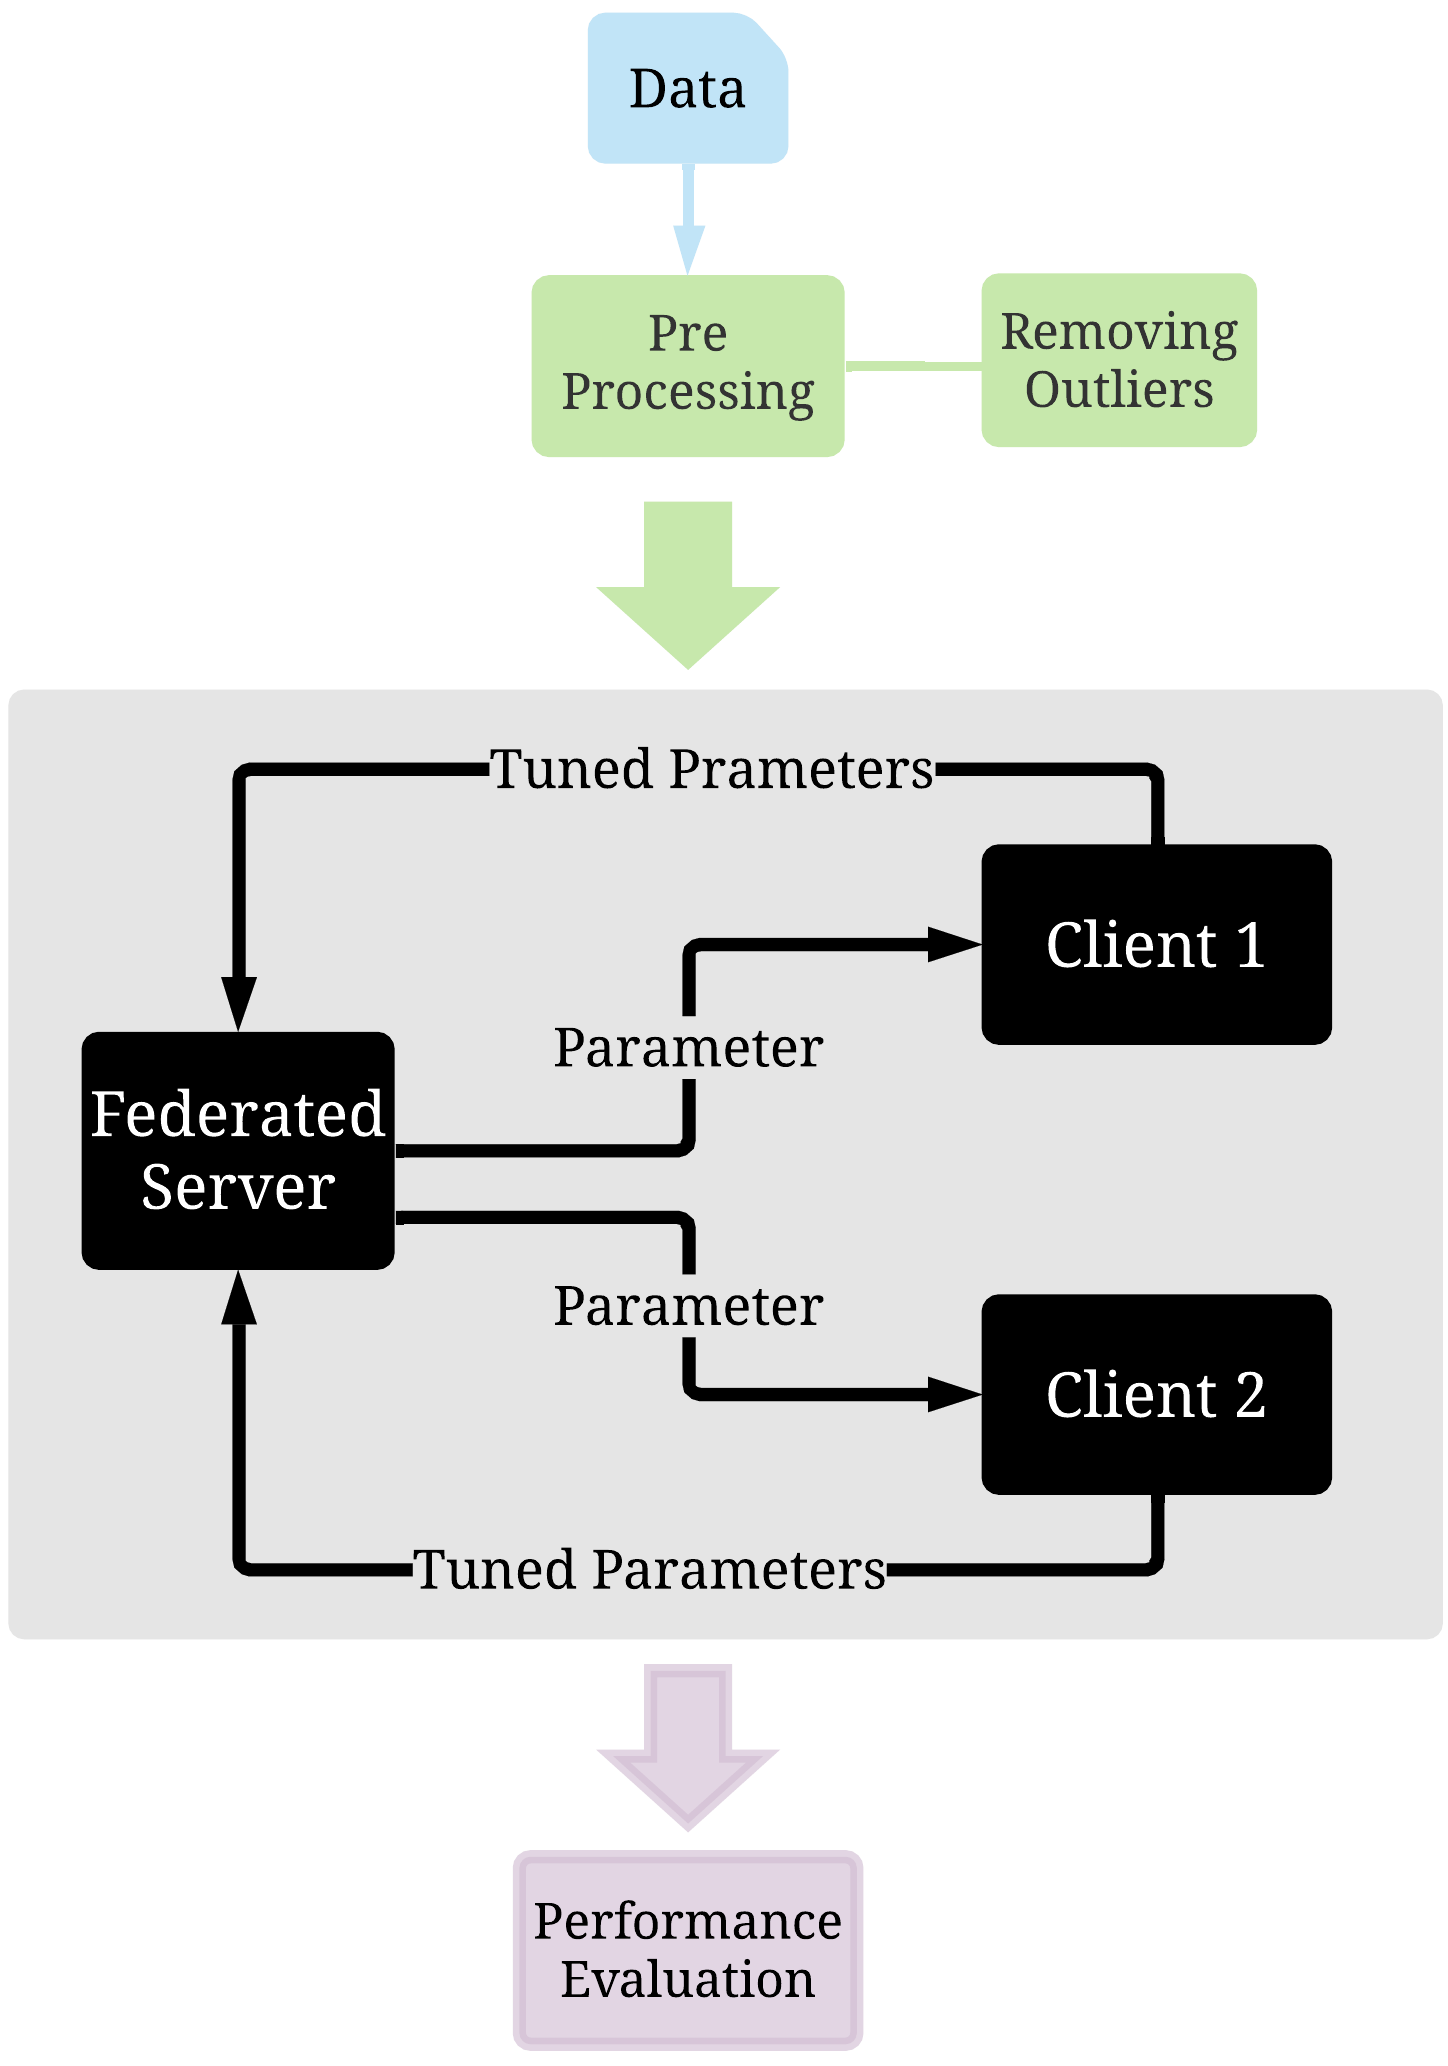 Data
Pre
Processing
Removing
Outliers
Tuned Prameters
Client 1
Parameter
Federated
Server
Parameter
Client 2
Tuned Parameters
Performance
Evaluation